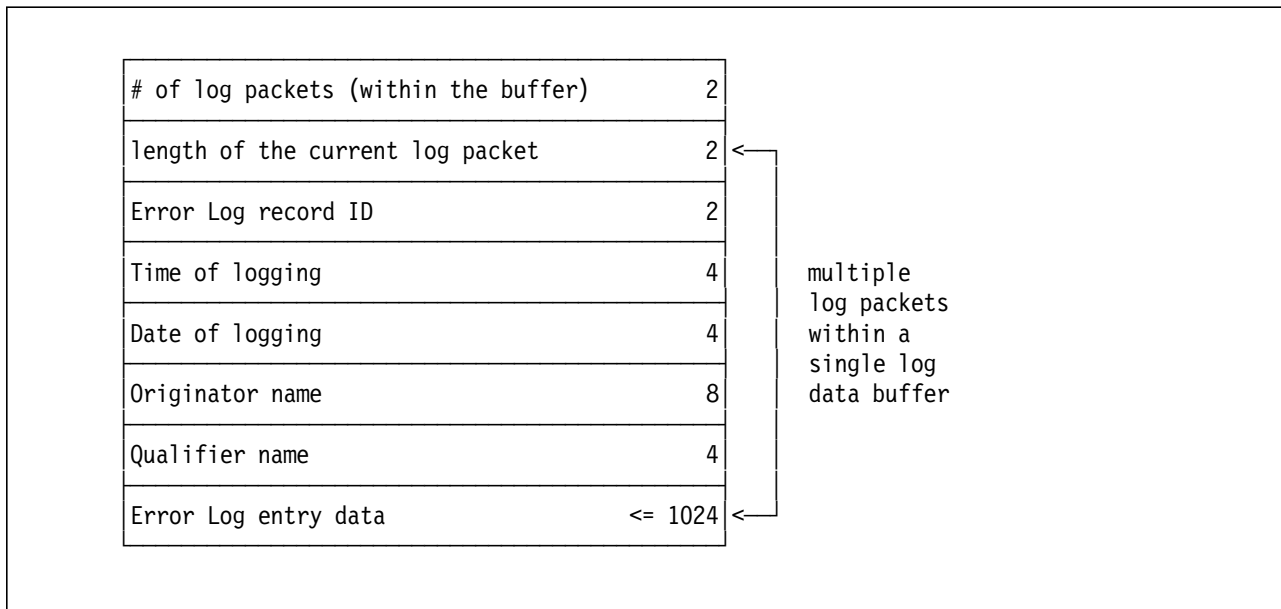 # of log packets (within the buffer) 2
length of the current log packet 2 <
Error Log record ID 2
Time of logging 4
Date of logging 4
Originator name 8
Qualifier name 4
Error Log entry data <= 1024 <
multiple
log packets
within a
single log
data buffer